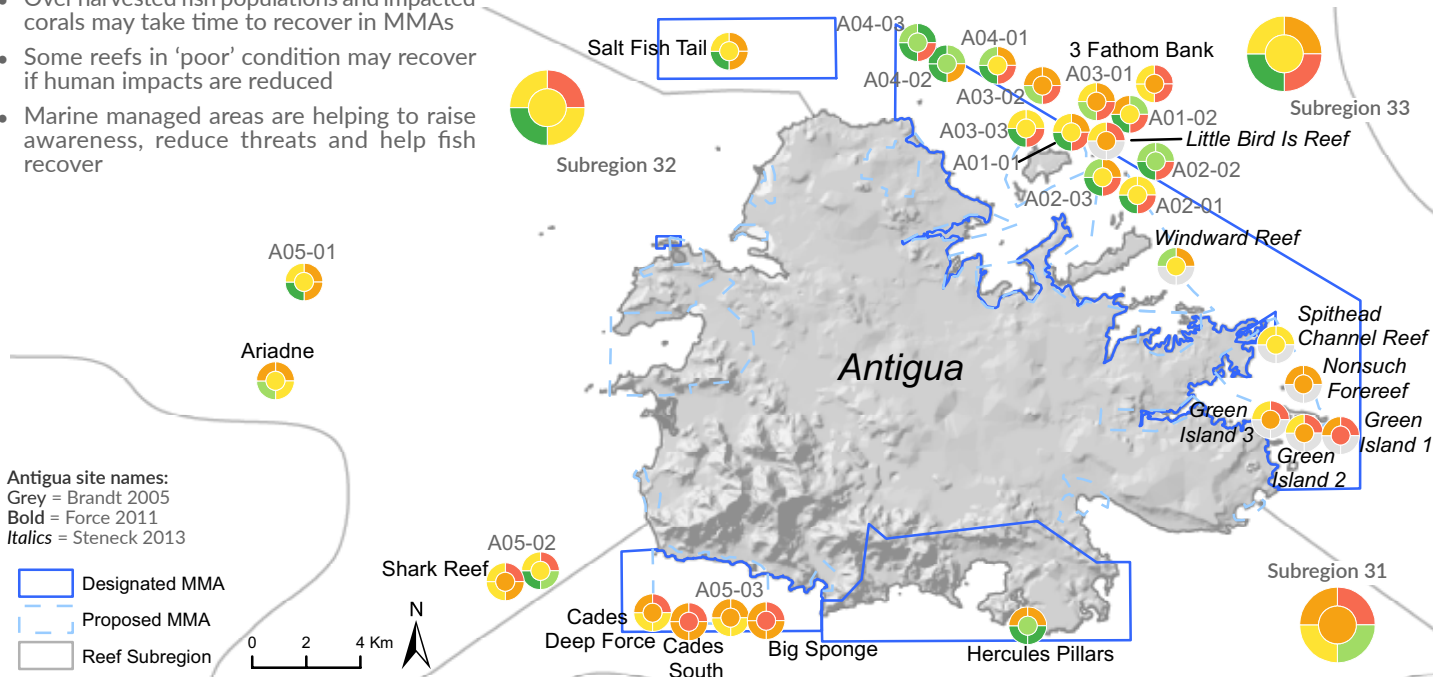 • Over harvested fish populations and impacted
corals may take time to recover in MMAs
• Some reefs in ‘poor’ condition may recover
if human impacts are reduced
• Marine managed areas are helping to raise
awareness, reduce threats and help fish
recover
Salt Fish Tail
A04-03
A04-01
3 Fathom Bank
A04-02
A03-02
A03-01
Subregion 33
A03-03
A01-02
Little Bird Is Reef
Subregion 32
A01-01
A02-02
A02-03
A02-01
Windward Reef
A05-01
Spithead
Channel Reef
Ariadne
Antigua
Nonsuch
Forereef
Green
Island 3
Green
Island 1
Green
Island 2
Antigua site names:
Grey = Brandt 2005
Bold = Force 2011
Italics = Steneck 2013
Shark Reef
A05-02
Subregion 31
Designated MMA
Proposed MMA
Reef Subregion
N
0 2 4 Km
Cades
Deep Force
A05-03
Cades
South
Big Sponge
Hercules Pillars